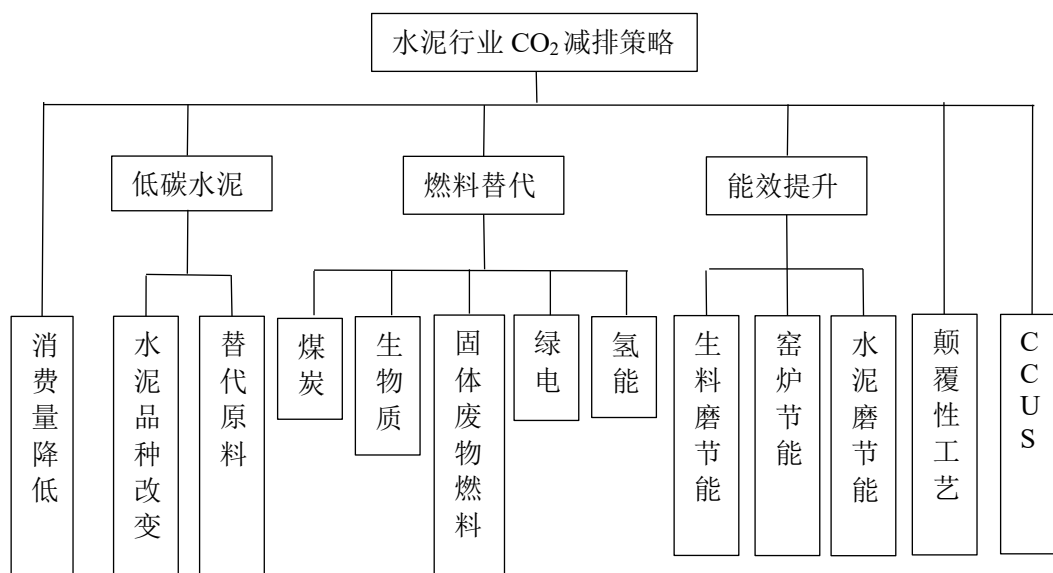 水泥行业 CO₂ 减排策略
低碳水泥
燃料替代
能效提升
消费量降低
水泥品种改变
替代原料
煤炭
生物质
固体废物燃料
绿电
氢能
生料磨节能
窑炉节能
水泥磨节能
颠覆性工艺
CCUS